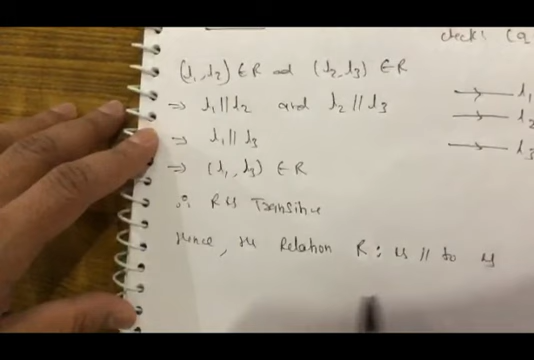 check! (a
(l₁, l₂) ∈ R and (l₂, l₃) ∈ R
⇒ l₁ || l₂ and l₂ || l₃
l₁
⇒ l₁ || l₃
l₂
⇒ (l₁, l₃) ∈ R
l₃
∴ R is Transitive
Hence, the Relation R : is || to is